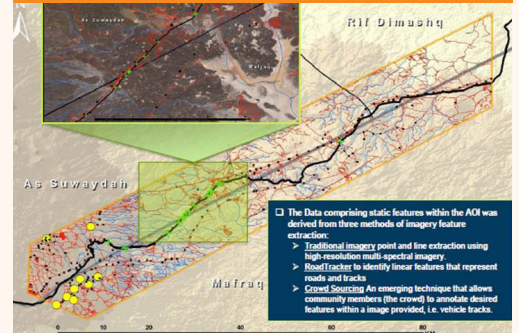 As Suwaydah
Rif Dimashq
As Suwaydah
Mafraq
The Data comprising static features within the AOI was
derived from three methods of imagery feature
extraction:
Traditional imagery point and line extraction using
high-resolution multi-spectral imagery.
RoadTracker to identify linear features that represent
roads and tracks
Crowd Sourcing An emerging technique that allows
community members (the crowd) to annotate desired
features within a image provided, i.e. vehicle tracks.
0 10 20 40